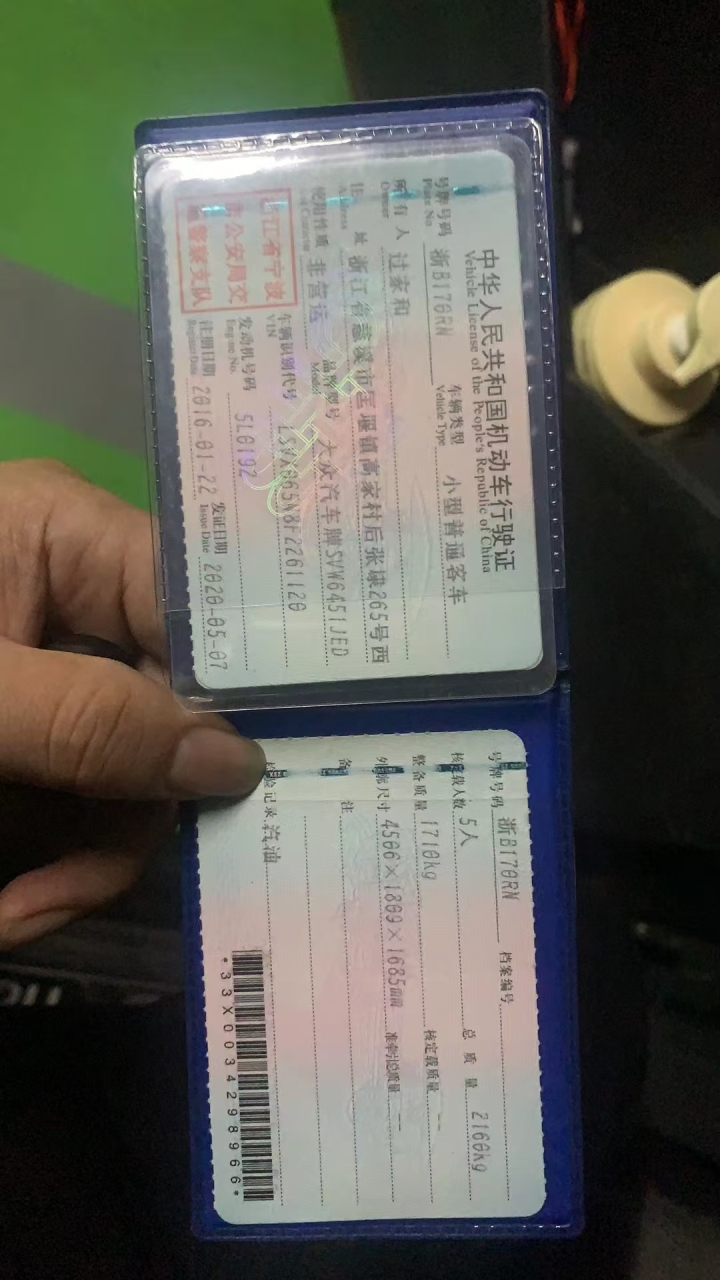 中华人民共和国机动车行驶证
Vehicle License of the People's Republic of China
号牌号码 浙B170RN 车辆类型 小型普通客车
Plate No. Vehicle Type
所有人 过家和
Owner
住 址 浙江省慈溪市匡堰镇高家村后张康265号西
Address
使用性质 非营运 品牌型号 大众汽车牌SVW6451JED
Model
浙江省宁波
市公安局交
通警察支队
车辆识别代号
VIN
发动机号码 5L0192
Engine No.
注册日期 2016-01-22 发证日期 2020-05-07
Register Date Issue Date
号牌号码 浙B170RN 档案编号
核定载人数 5人 总质量 2160kg
整备质量 1710kg 核定载质量
外廓尺寸 4506×1809×1685mm 准牵引总质量
备 注
检验记录 汽油
*33X0034298966*